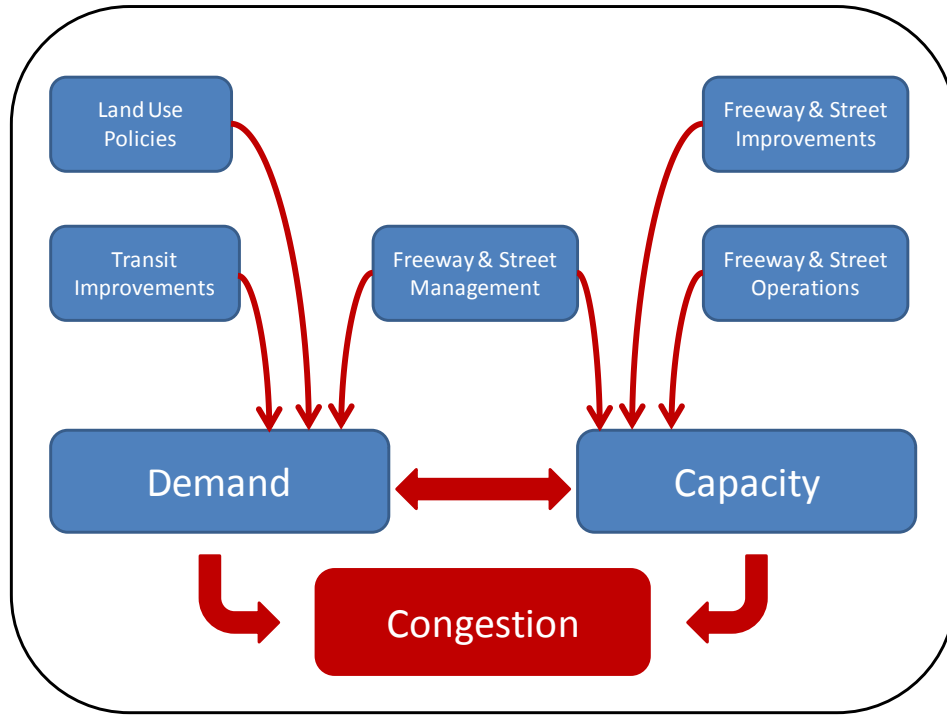 Land Use
Policies
Freeway & Street
Improvements
Transit
Improvements
Freeway & Street
Management
Freeway & Street
Operations
Demand
Capacity
Congestion